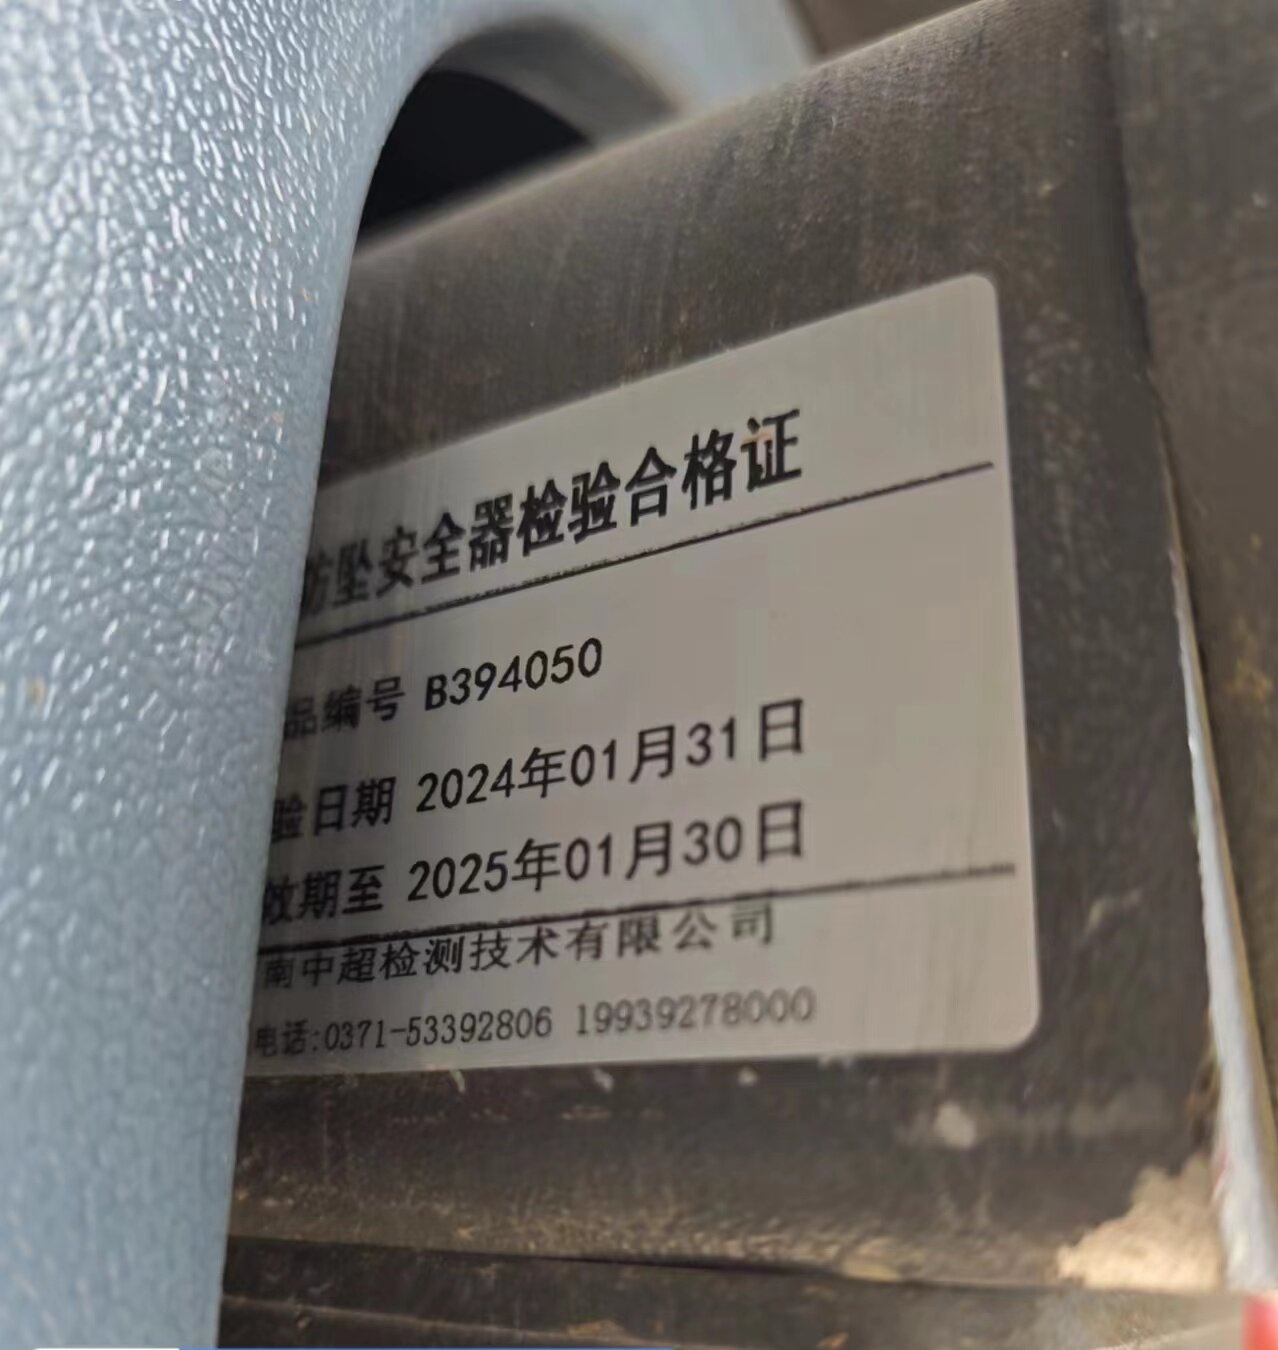 防坠安全器检验合格证
品编号 B394050
验日期 2024年01月31日
效期至 2025年01月30日
南中超检测技术有限公司
电话:0371-53392806 19939278000